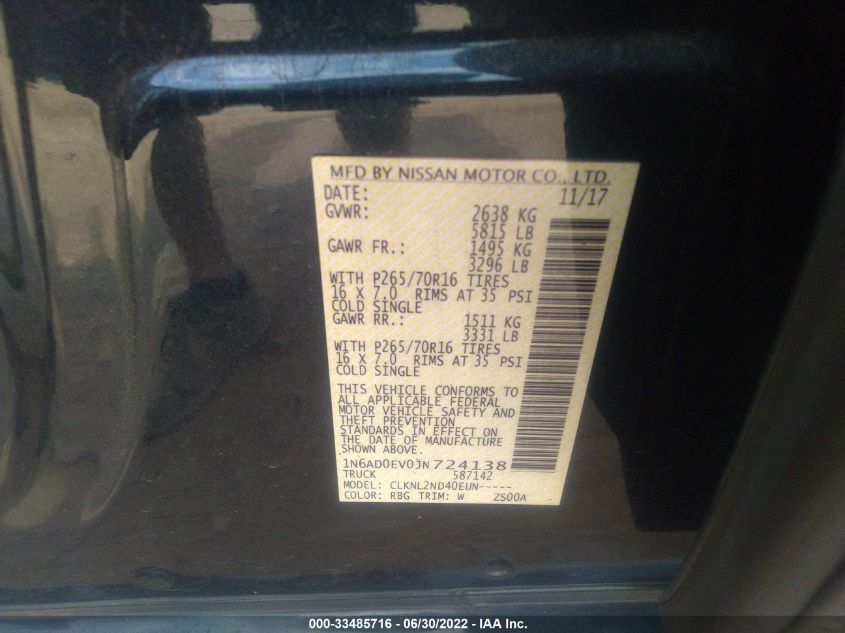 MFD BY NISSAN MOTOR CO., LTD.
DATE: 11/17
GVWR: 2638 KG
5815 LB
GAWR FR.: 1495 KG
3296 LB
WITH P265/70R16 TIRES
16 X 7.0 RIMS AT 35 PSI
COLD SINGLE
GAWR RR.: 1511 KG
3331 LB
WITH P265/70R16 TIRES
16 X 7.0 RIMS AT 35 PSI
COLD SINGLE
THIS VEHICLE CONFORMS TO
ALL APPLICABLE FEDERAL
MOTOR VEHICLE SAFETY AND
THEFT PREVENTION
STANDARDS IN EFFECT ON
THE DATE OF MANUFACTURE
SHOWN ABOVE.
1N6AD0EV0JN724138
TRUCK 587142
MODEL: CLKNL2ND40EUN-----
COLOR: RBG TRIM: W ZS00A
000-33485716 - 06/30/2022 - IAA Inc.